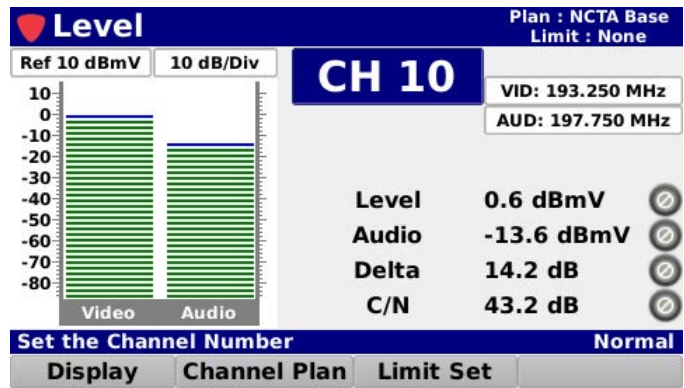 Level
Plan : NCTA Base
Limit : None
Ref 10 dBmV 10 dB/Div
CH 10
VID: 193.250 MHz
AUD: 197.750 MHz
10
0
-10
-20
-30
-40
-50
-60
-70
-80
Video Audio
Level 0.6 dBmV
Audio -13.6 dBmV
Delta 14.2 dB
C/N 43.2 dB
Set the Channel Number Normal
Display Channel Plan Limit Set